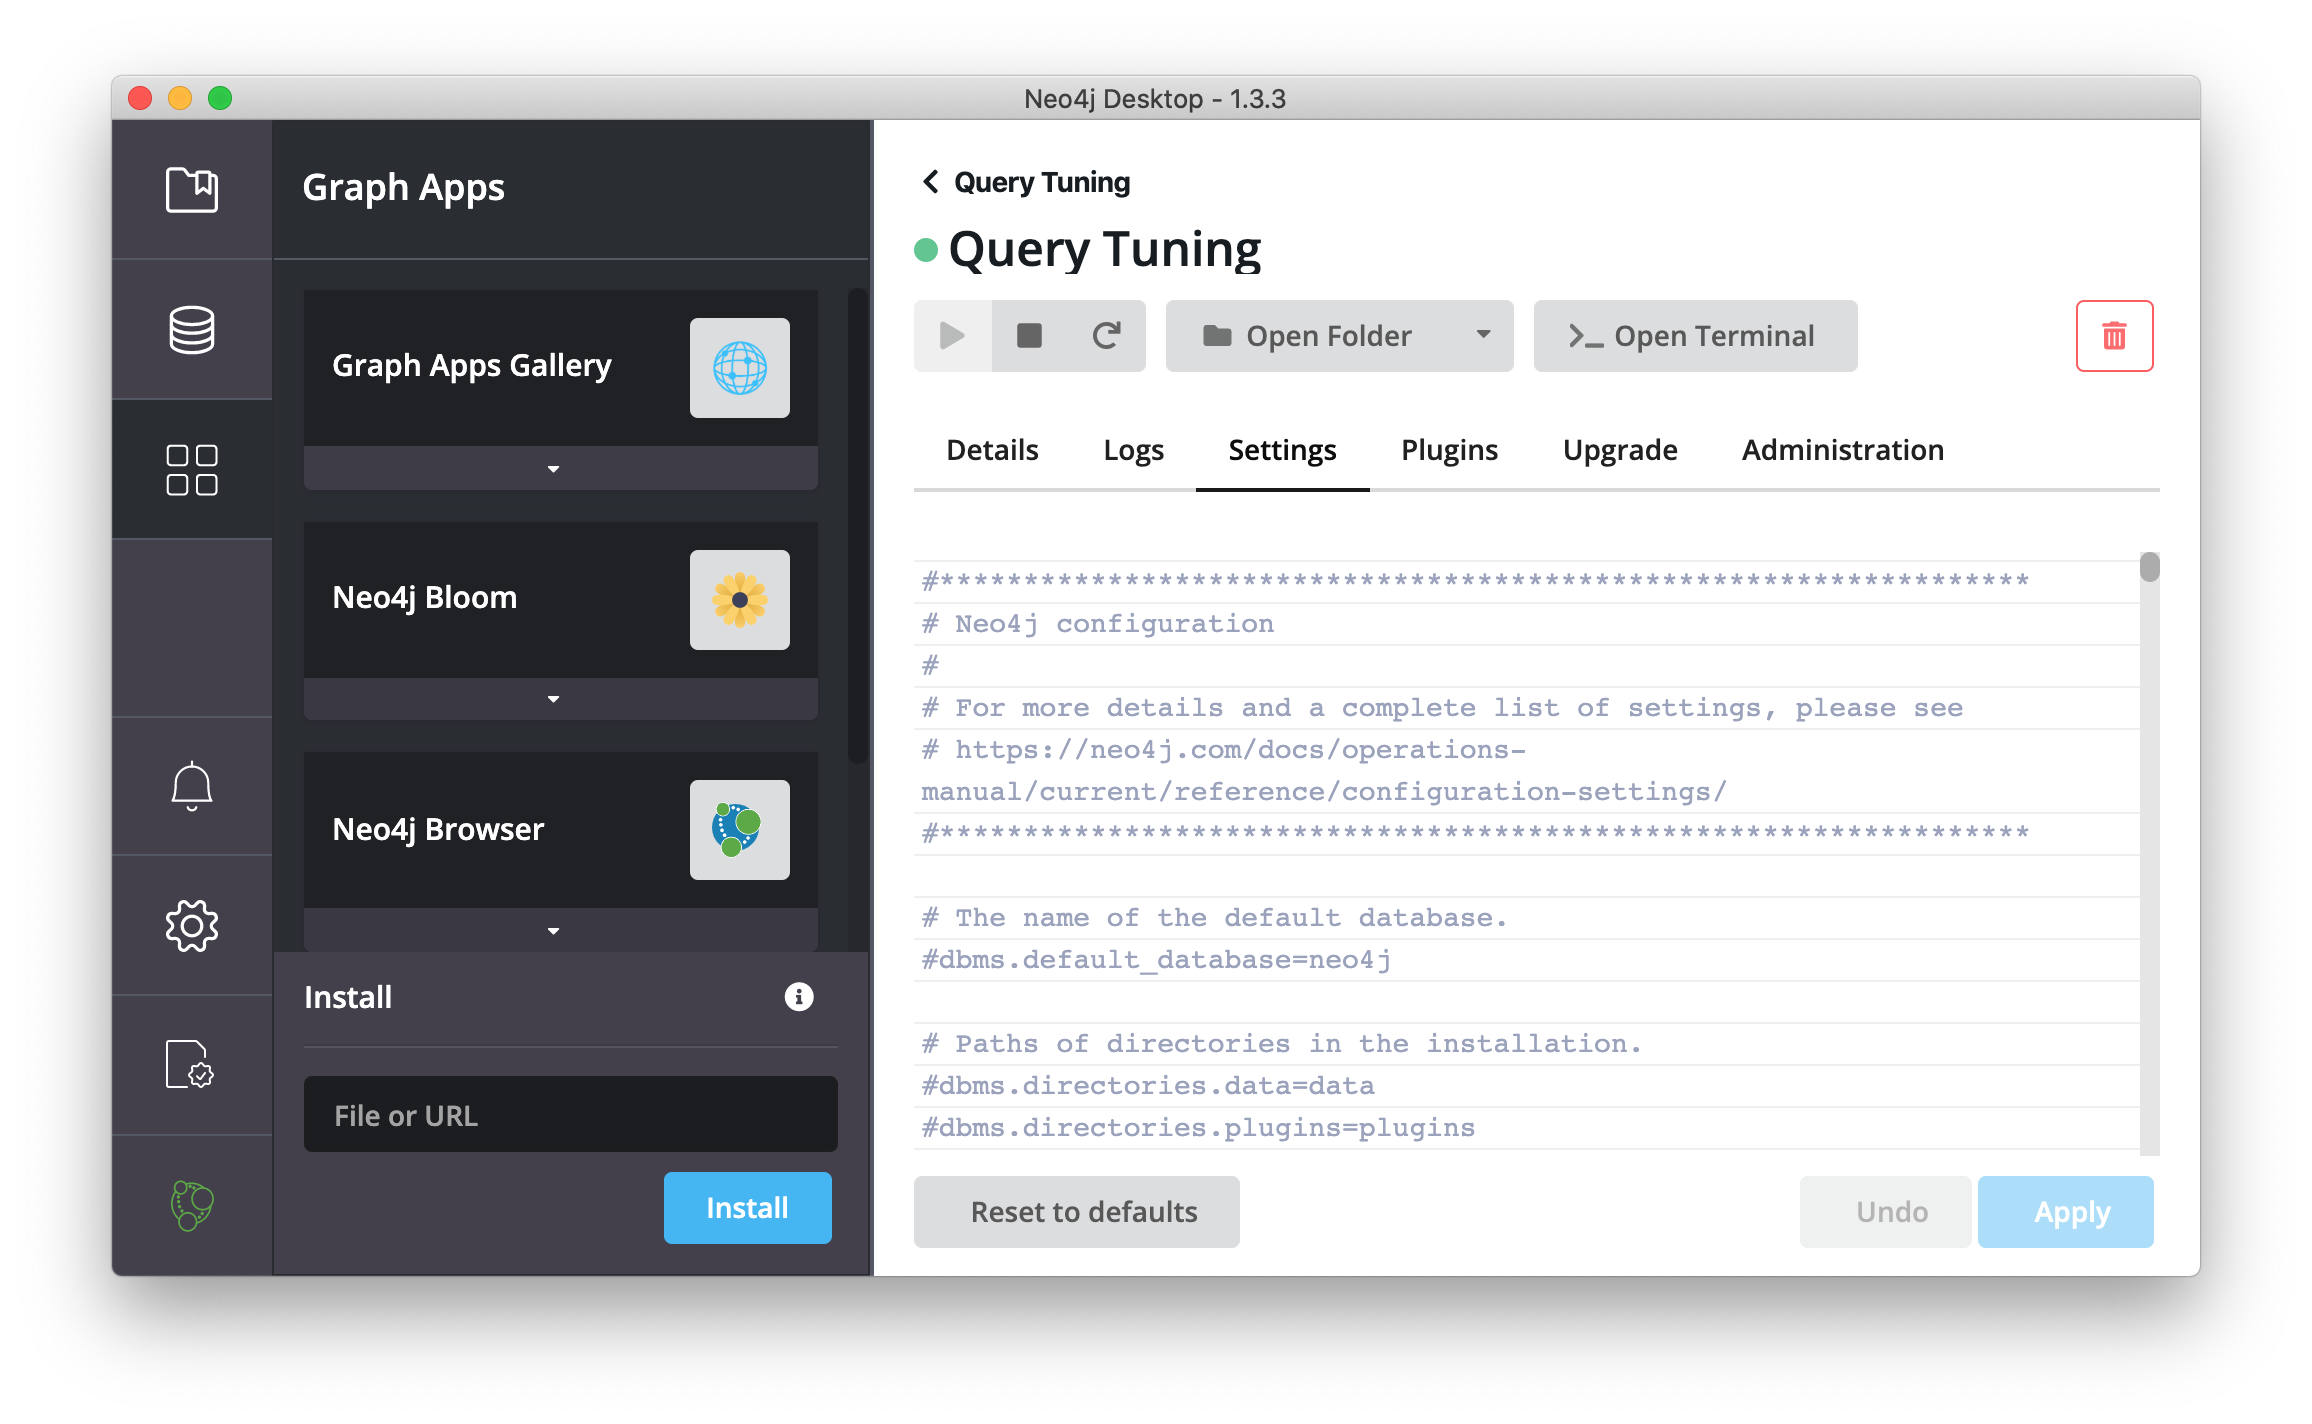 Neo4j Desktop - 1.3.3
Graph Apps
Graph Apps Gallery
Neo4j Bloom
Neo4j Browser
Install
File or URL
Install
Query Tuning
Query Tuning
Open Folder
Open Terminal
Details Logs Settings Plugins Upgrade Administration
#*****************************************************************
# Neo4j configuration
#
# For more details and a complete list of settings, please see
# https://neo4j.com/docs/operations-
manual/current/reference/configuration-settings/
#*****************************************************************
# The name of the default database.
#dbms.default_database=neo4j
# Paths of directories in the installation.
#dbms.directories.data=data
#dbms.directories.plugins=plugins
Reset to defaults
Undo
Apply